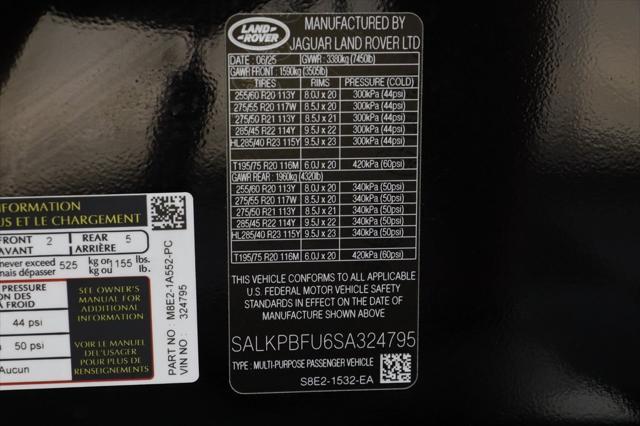 LAND
ROVER
MANUFACTURED BY
JAGUAR LAND ROVER LTD
DATE : 06/25 GVWR : 3380kg (7450lb)
GAWR FRONT : 1590kg (3505lb)
TIRES RIMS PRESSURE (COLD)
255/60 R20 113Y 8.0J x 20 300kPa (44psi)
275/55 R20 117W 8.5J x 20 300kPa (44psi)
275/50 R21 113Y 8.5J x 21 300kPa (44psi)
285/45 R22 114Y 9.5J x 22 300kPa (44psi)
HL285/40 R23 115Y 9.5J x 23 300kPa (44psi)
T195/75 R20 116M 6.0J x 20 420kPa (60psi)
GAWR REAR : 1960kg (4320lb)
255/60 R20 113Y 8.0J x 20 340kPa (50psi)
275/55 R20 117W 8.5J x 20 340kPa (50psi)
275/50 R21 113Y 8.5J x 21 340kPa (50psi)
285/45 R22 114Y 9.5J x 22 340kPa (50psi)
HL285/40 R23 115Y 9.5J x 23 340kPa (50psi)
T195/75 R20 116M 6.0J x 20 420kPa (60psi)
THIS VEHICLE CONFORMS TO ALL APPLICABLE
U.S. FEDERAL MOTOR VEHICLE SAFETY
STANDARDS IN EFFECT ON THE DATE OF
MANUFACTURE SHOWN ABOVE
SALKPBFU6SA324795
TYPE : MULTI-PURPOSE PASSENGER VEHICLE
S8E2-1532-EA
INFORMATION
US ET LE CHARGEMENT
FRONT 2 REAR 5
AVANT ARRIÈRE
never exceed 525 kg or 155 lbs.
mais dépasser kg ou lb.
PRESSURE
ION DES
À FROID
44 psi
50 psi
Aucun
SEE OWNER'S
MANUAL FOR
ADDITIONAL
INFORMATION
VOIR LE MANUEL
DEL'USAGER
POUR PLUS DE
RENSEIGNEMENTS
PART NO : M8E2-1A552-PC
VIN NO : 324795